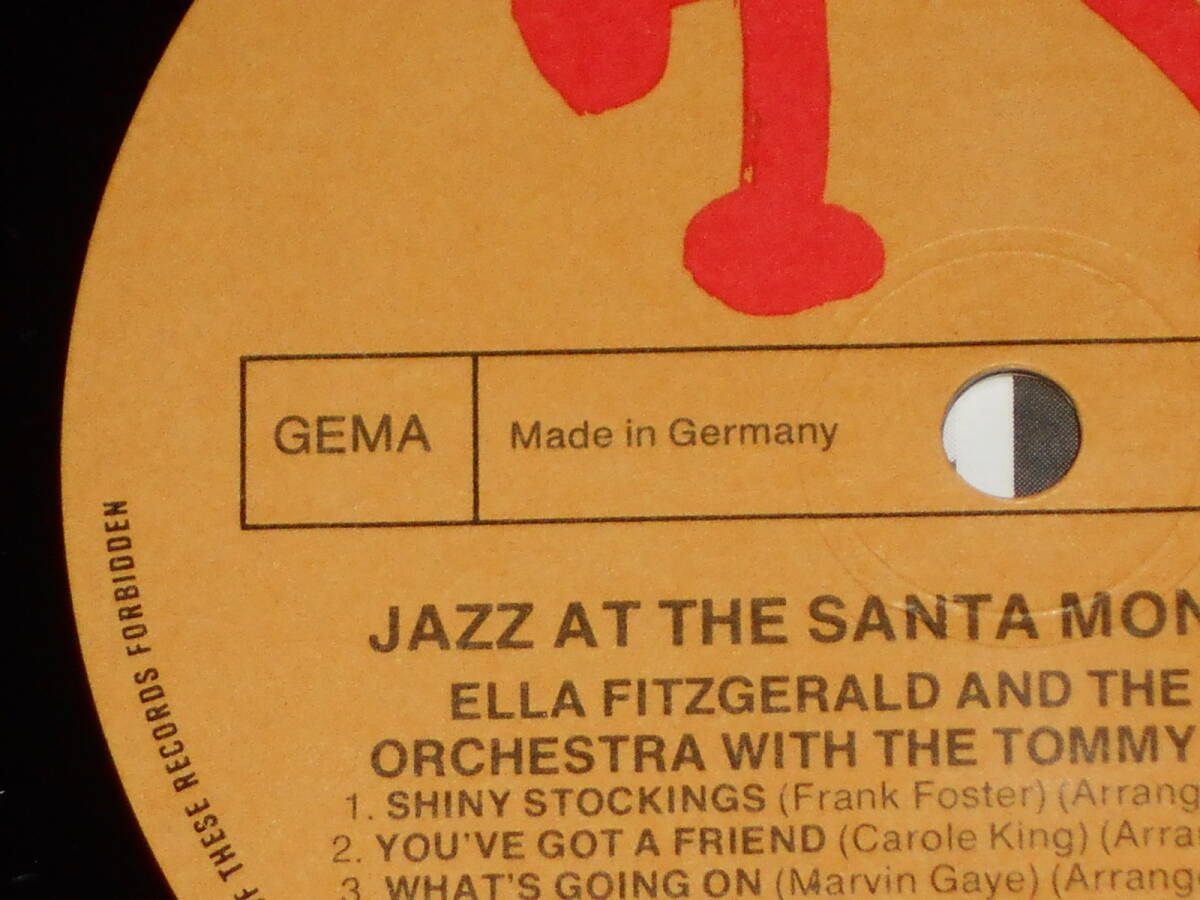 GEMA
Made in Germany
JAZZ AT THE SANTA MON
ELLA FITZGERALD AND THE
ORCHESTRA WITH THE TOMMY
1. SHINY STOCKINGS (Frank Foster) (Arrang
2. YOU'VE GOT A FRIEND (Carole King) (Arra
3. WHAT'S GOING ON (Marvin Gaye) (Arrange
F THESE RECORDS FORBIDDEN